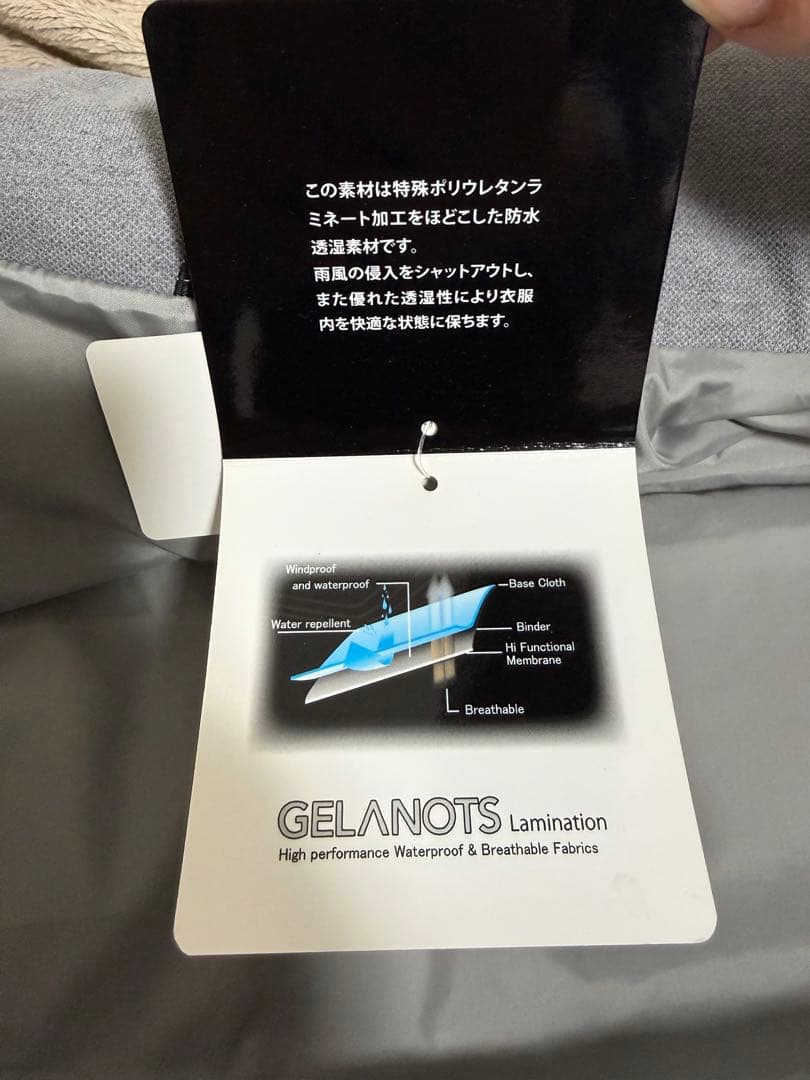 この素材は特殊ポリウレタンラ
ミネート加工をほどこした防水
透湿素材です。
雨風の侵入をシャットアウトし、
また優れた透湿性により衣服
内を快適な状態に保ちます。
Windproof
and waterproof
Base Cloth
Water repellent
Binder
Hi Functional
Membrane
Breathable
GELANOTS Lamination
High performance Waterproof & Breathable Fabrics